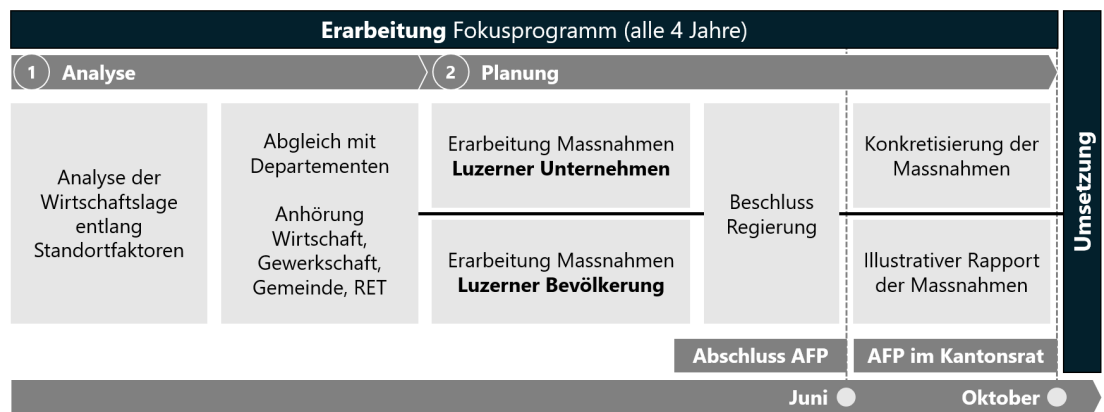 Erarbeitung Fokusprogramm (alle 4 Jahre)
1 Analyse
2 Planung
Analyse der
Wirtschaftslage
entlang
Standortfaktoren
Abgleich mit
Departementen
Anhörung
Wirtschaft,
Gewerkschaft,
Gemeinde, RET
Erarbeitung Massnahmen
Luzerner Unternehmen
Erarbeitung Massnahmen
Luzerner Bevölkerung
Beschluss
Regierung
Konkretisierung der
Massnahmen
Illustrativer Rapport
der Massnahmen
Umsetzung
Abschluss AFP
AFP im Kantonsrat
Juni
Oktober